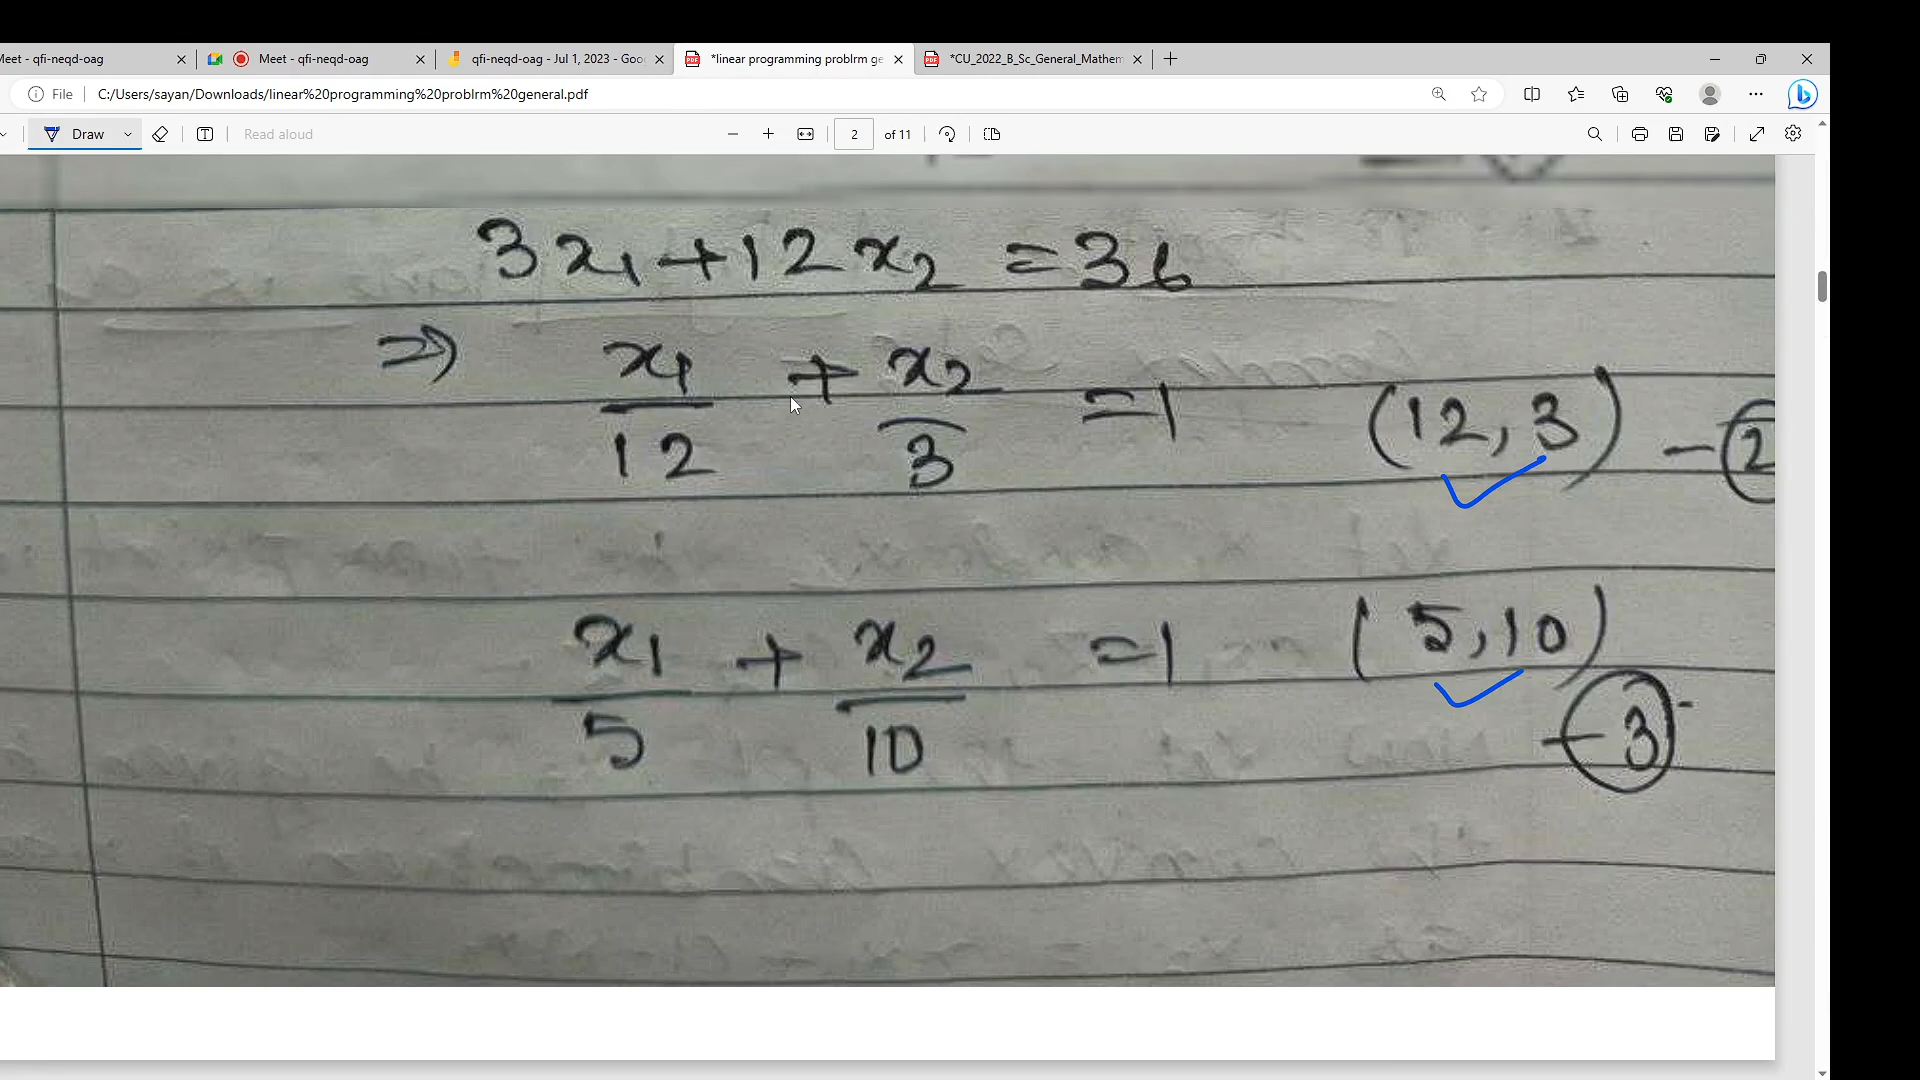 Meet - qfi-neqd-oag
Meet - qfi-neqd-oag
qfi-neqd-oag - Jul 1, 2023 - Goo
*linear programming problrm ge
*CU_2022_B_Sc_General_Mathem
File
C:/Users/sayan/Downloads/linear%20programming%20problrm%20general.pdf
Draw
Read aloud
2 of 11
3x₁+12x₂ =36
⇒ x₁/12 + x₂/3 =1 (12,3) -②
x₁/5 + x₂/10 =1 (5,10)
-③